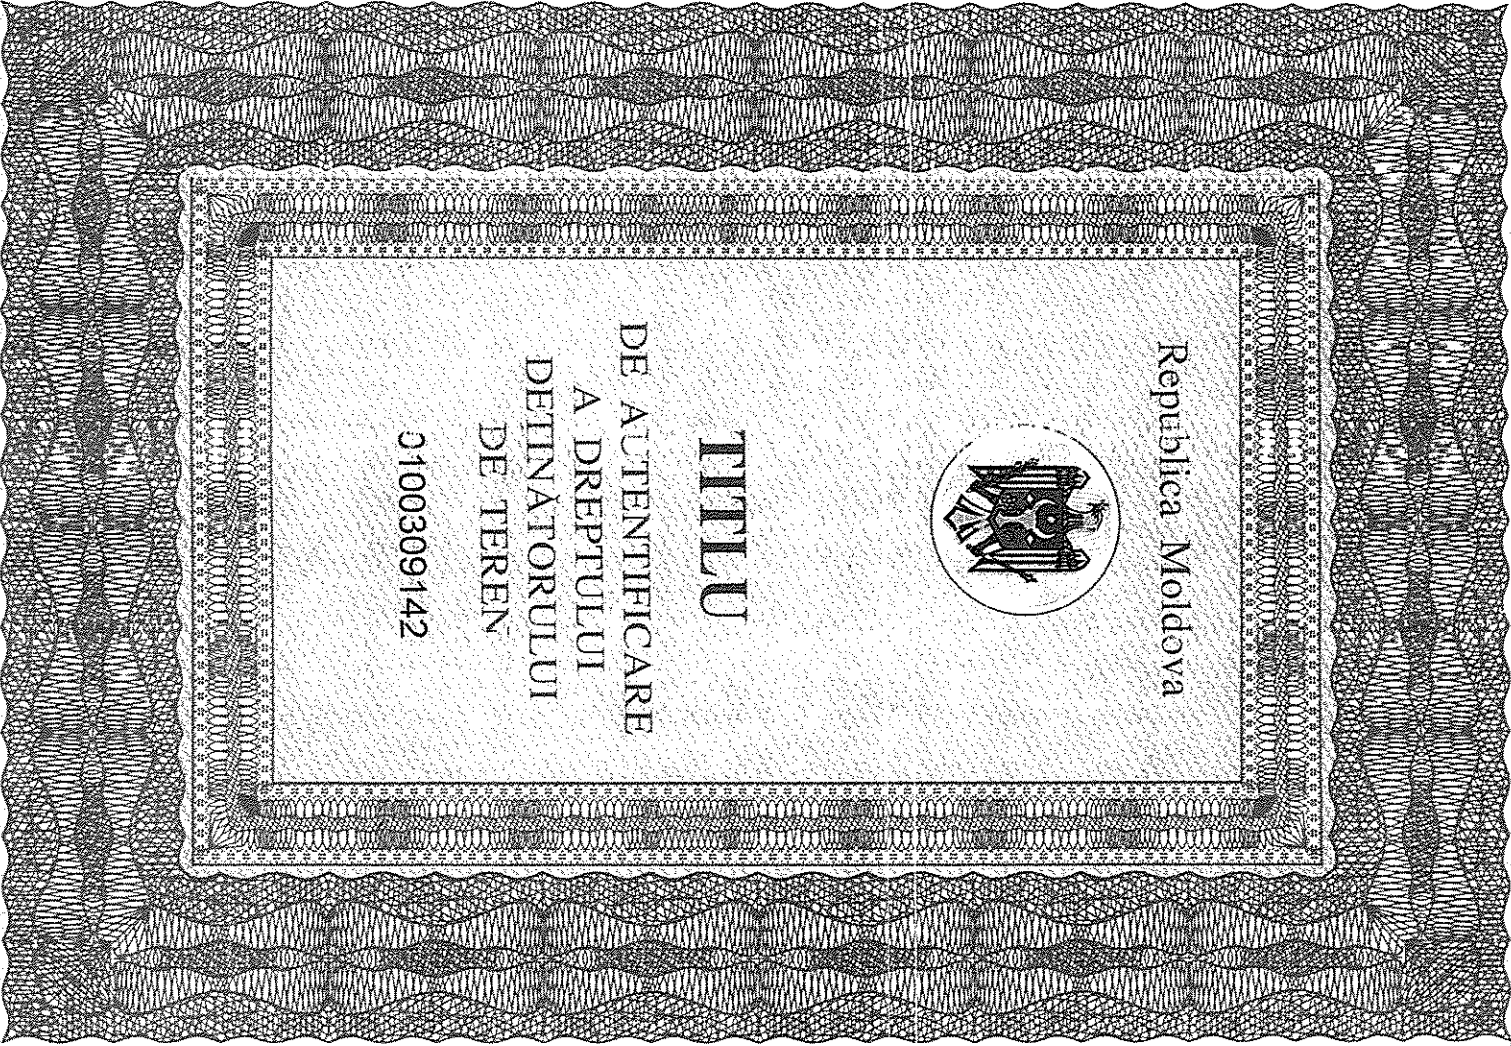 Republica Moldova
TITLU
DE AUTENTIFICARE
A DREPTULUI
DEȚINĂTORULUI
DE TEREN
0100309142